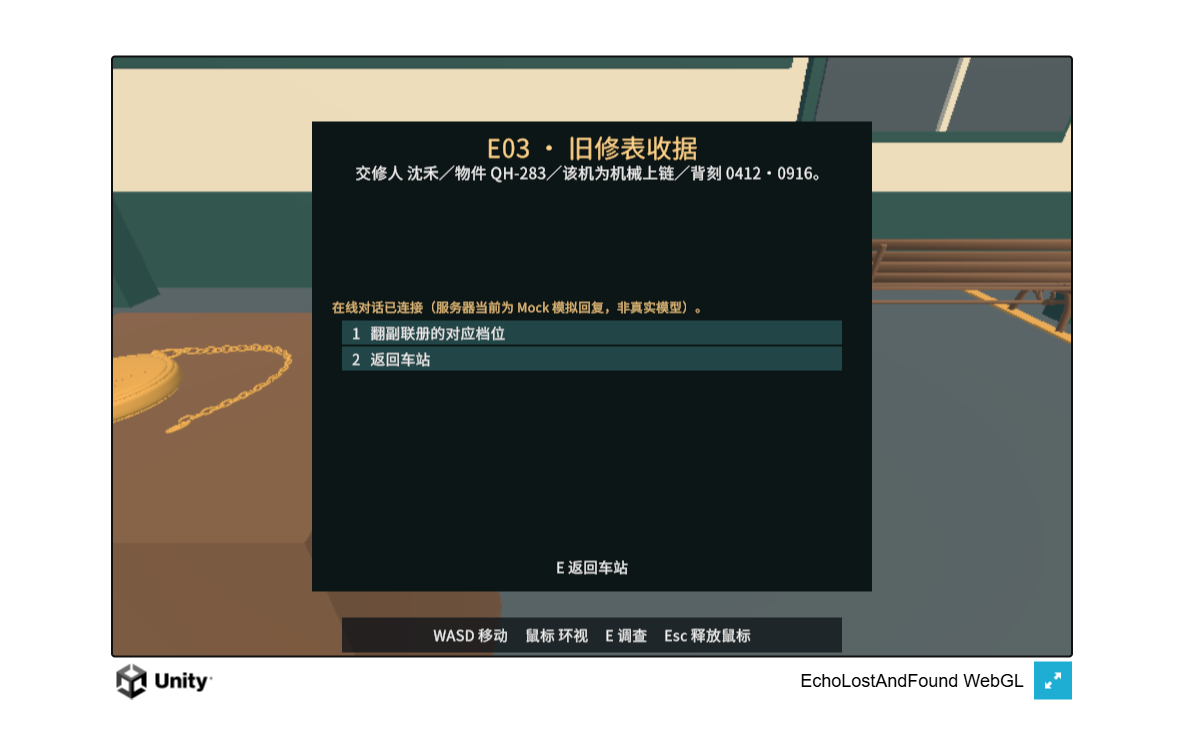 E03 · 旧修表收据
交修人 沈禾／物件 QH-283／该机为机械上链／背刻 0412·0916。
在线对话已连接（服务器当前为 Mock 模拟回复，非真实模型）。
1 翻副联册的对应档位
2 返回车站
E 返回车站
WASD 移动 鼠标 环视 E 调查 Esc 释放鼠标
Unity
EchoLostAndFound WebGL